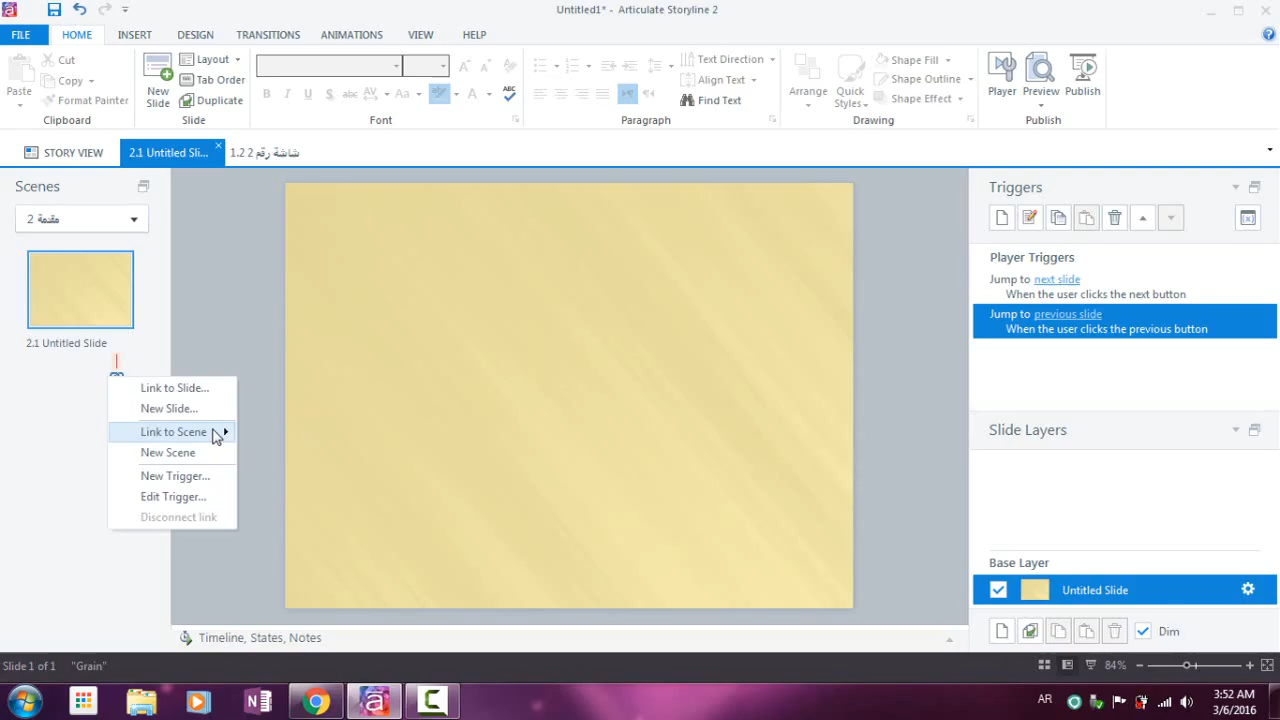 Untitled1* - Articulate Storyline 2
FILE HOME INSERT DESIGN TRANSITIONS ANIMATIONS VIEW HELP
Paste
Cut
Copy
Format Painter
Clipboard
New Slide
Layout
Tab Order
Duplicate
Slide
B I U S abc AV Aa A
ABC
Font
Text Direction
Align Text
Find Text
Paragraph
Arrange
Quick Styles
Shape Fill
Shape Outline
Shape Effect
Drawing
Player
Preview
Publish
Publish
STORY VIEW
2.1 Untitled Sli...
1.2 شاشة رقم 2
Scenes
2 مقدمة
2.1 Untitled Slide
Link to Slide...
New Slide...
Link to Scene
New Scene
New Trigger...
Edit Trigger...
Disconnect link
Timeline, States, Notes
Triggers
Player Triggers
Jump to next slide
When the user clicks the next button
Jump to previous slide
When the user clicks the previous button
Slide Layers
Base Layer
Untitled Slide
Dim
Slide 1 of 1 "Grain"
84%
AR
3:52 AM
3/6/2016